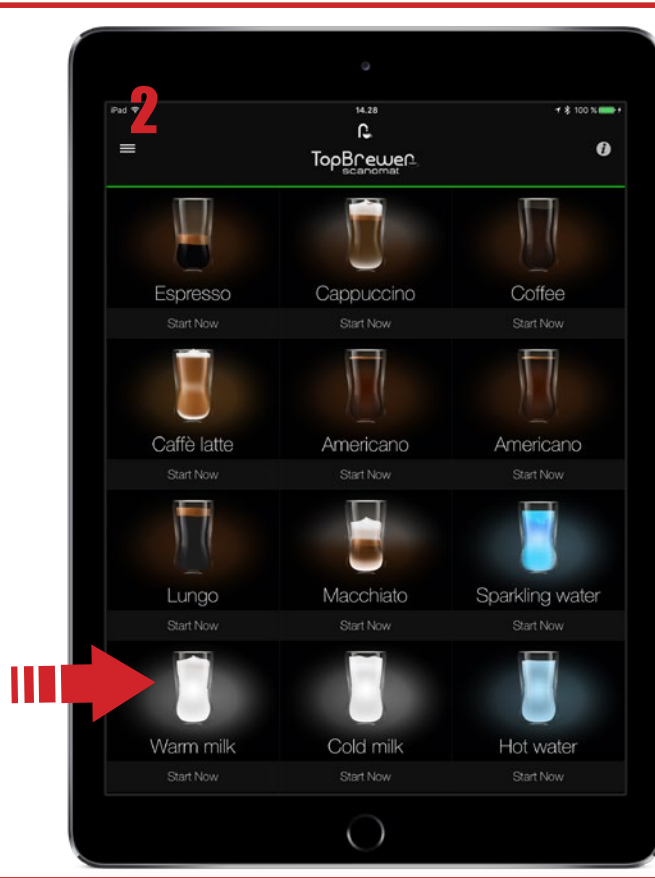 2
iPad 14.28 100 %
TopBrewer
scanomat
i
Espresso Cappuccino Coffee
Start Now Start Now Start Now
Caffè latte Americano Americano
Start Now Start Now Start Now
Lungo Macchiato Sparkling water
Start Now Start Now Start Now
Warm milk Cold milk Hot water
Start Now Start Now Start Now